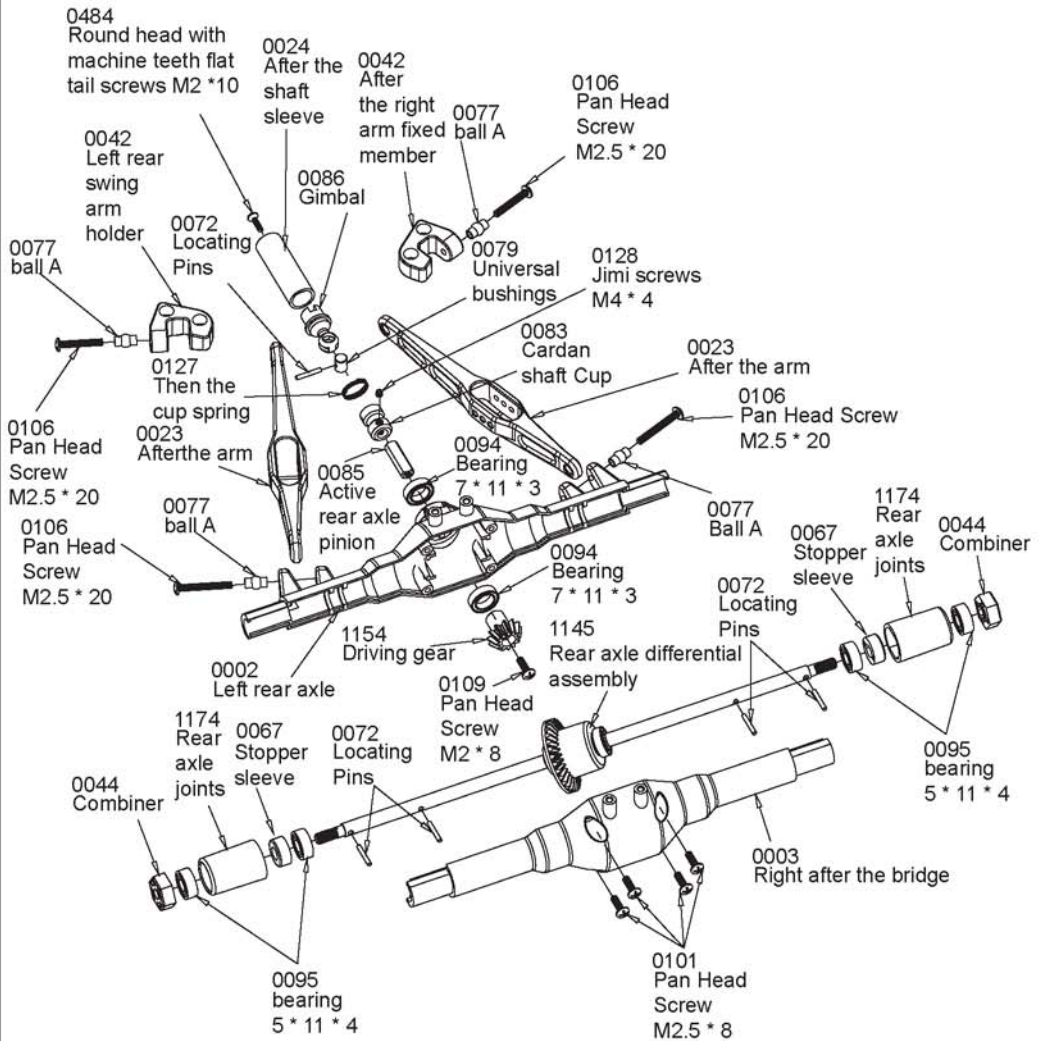 0484
Round head with
machine teeth flat
tail screws M2 *10
0024
After the
shaft
sleeve
0042
After
the right
arm fixed
member
0077
ball A
0106
Pan Head
Screw
M2.5 * 20
0042
Left rear
swing
arm
holder
0086
Gimbal
0072
Locating
Pins
0079
Universal
bushings
0128
Jimi screws
M4 * 4
0077
ball A
0083
Cardan
shaft Cup
0023
After the arm
0127
Then the
cup spring
0106
Pan Head Screw
M2.5 * 20
0106
Pan Head
Screw
M2.5 * 20
0023
Afterthe arm
0085
Active
rear axle
pinion
0094
Bearing
7 * 11 * 3
0077
ball A
0077
Ball A
1174
Rear
axle
joints
0044
Combiner
0067
Stopper
sleeve
0106
Pan Head
Screw
M2.5 * 20
0094
Bearing
7 * 11 * 3
0072
Locating
Pins
1154
Driving gear
1145
Rear axle differential
assembly
0002
Left rear axle
0109
Pan Head
Screw
M2 * 8
1174
Rear
axle
joints
0067
Stopper
sleeve
0072
Locating
Pins
0095
bearing
5 * 11 * 4
0044
Combiner
0003
Right after the bridge
0095
bearing
5 * 11 * 4
0101
Pan Head
Screw
M2.5 * 8